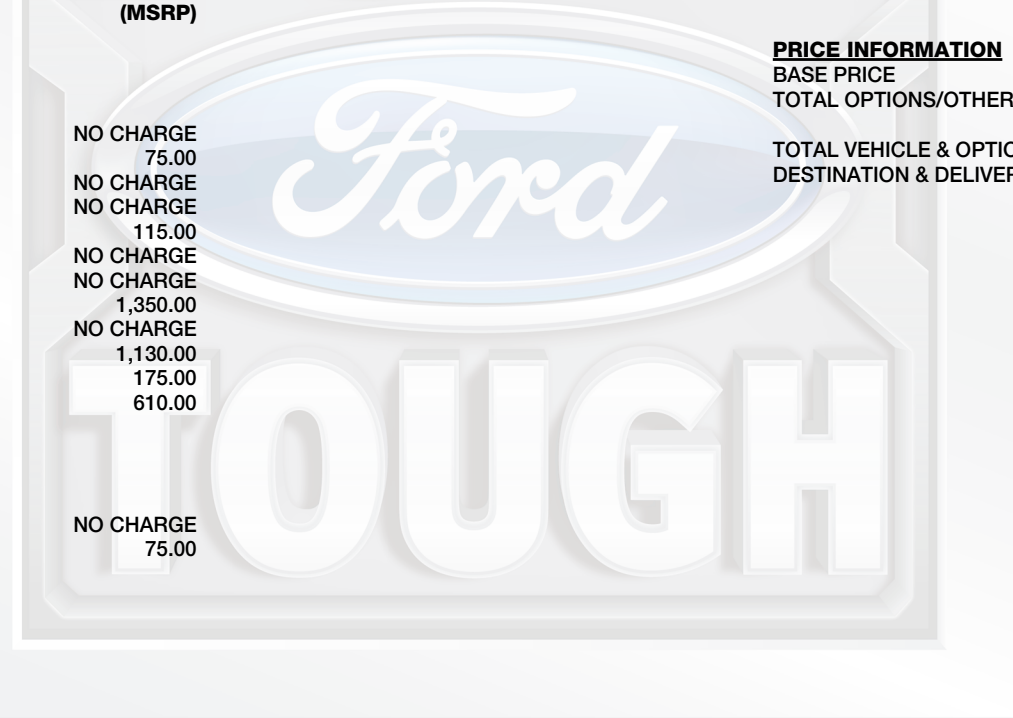 (MSRP)
NO CHARGE
75.00
NO CHARGE
NO CHARGE
115.00
NO CHARGE
NO CHARGE
1,350.00
NO CHARGE
1,130.00
175.00
610.00
NO CHARGE
75.00
PRICE INFORMATION
BASE PRICE
TOTAL OPTIONS/OTHER
TOTAL VEHICLE & OPTIO
DESTINATION & DELIVER
Ford
TOUGH